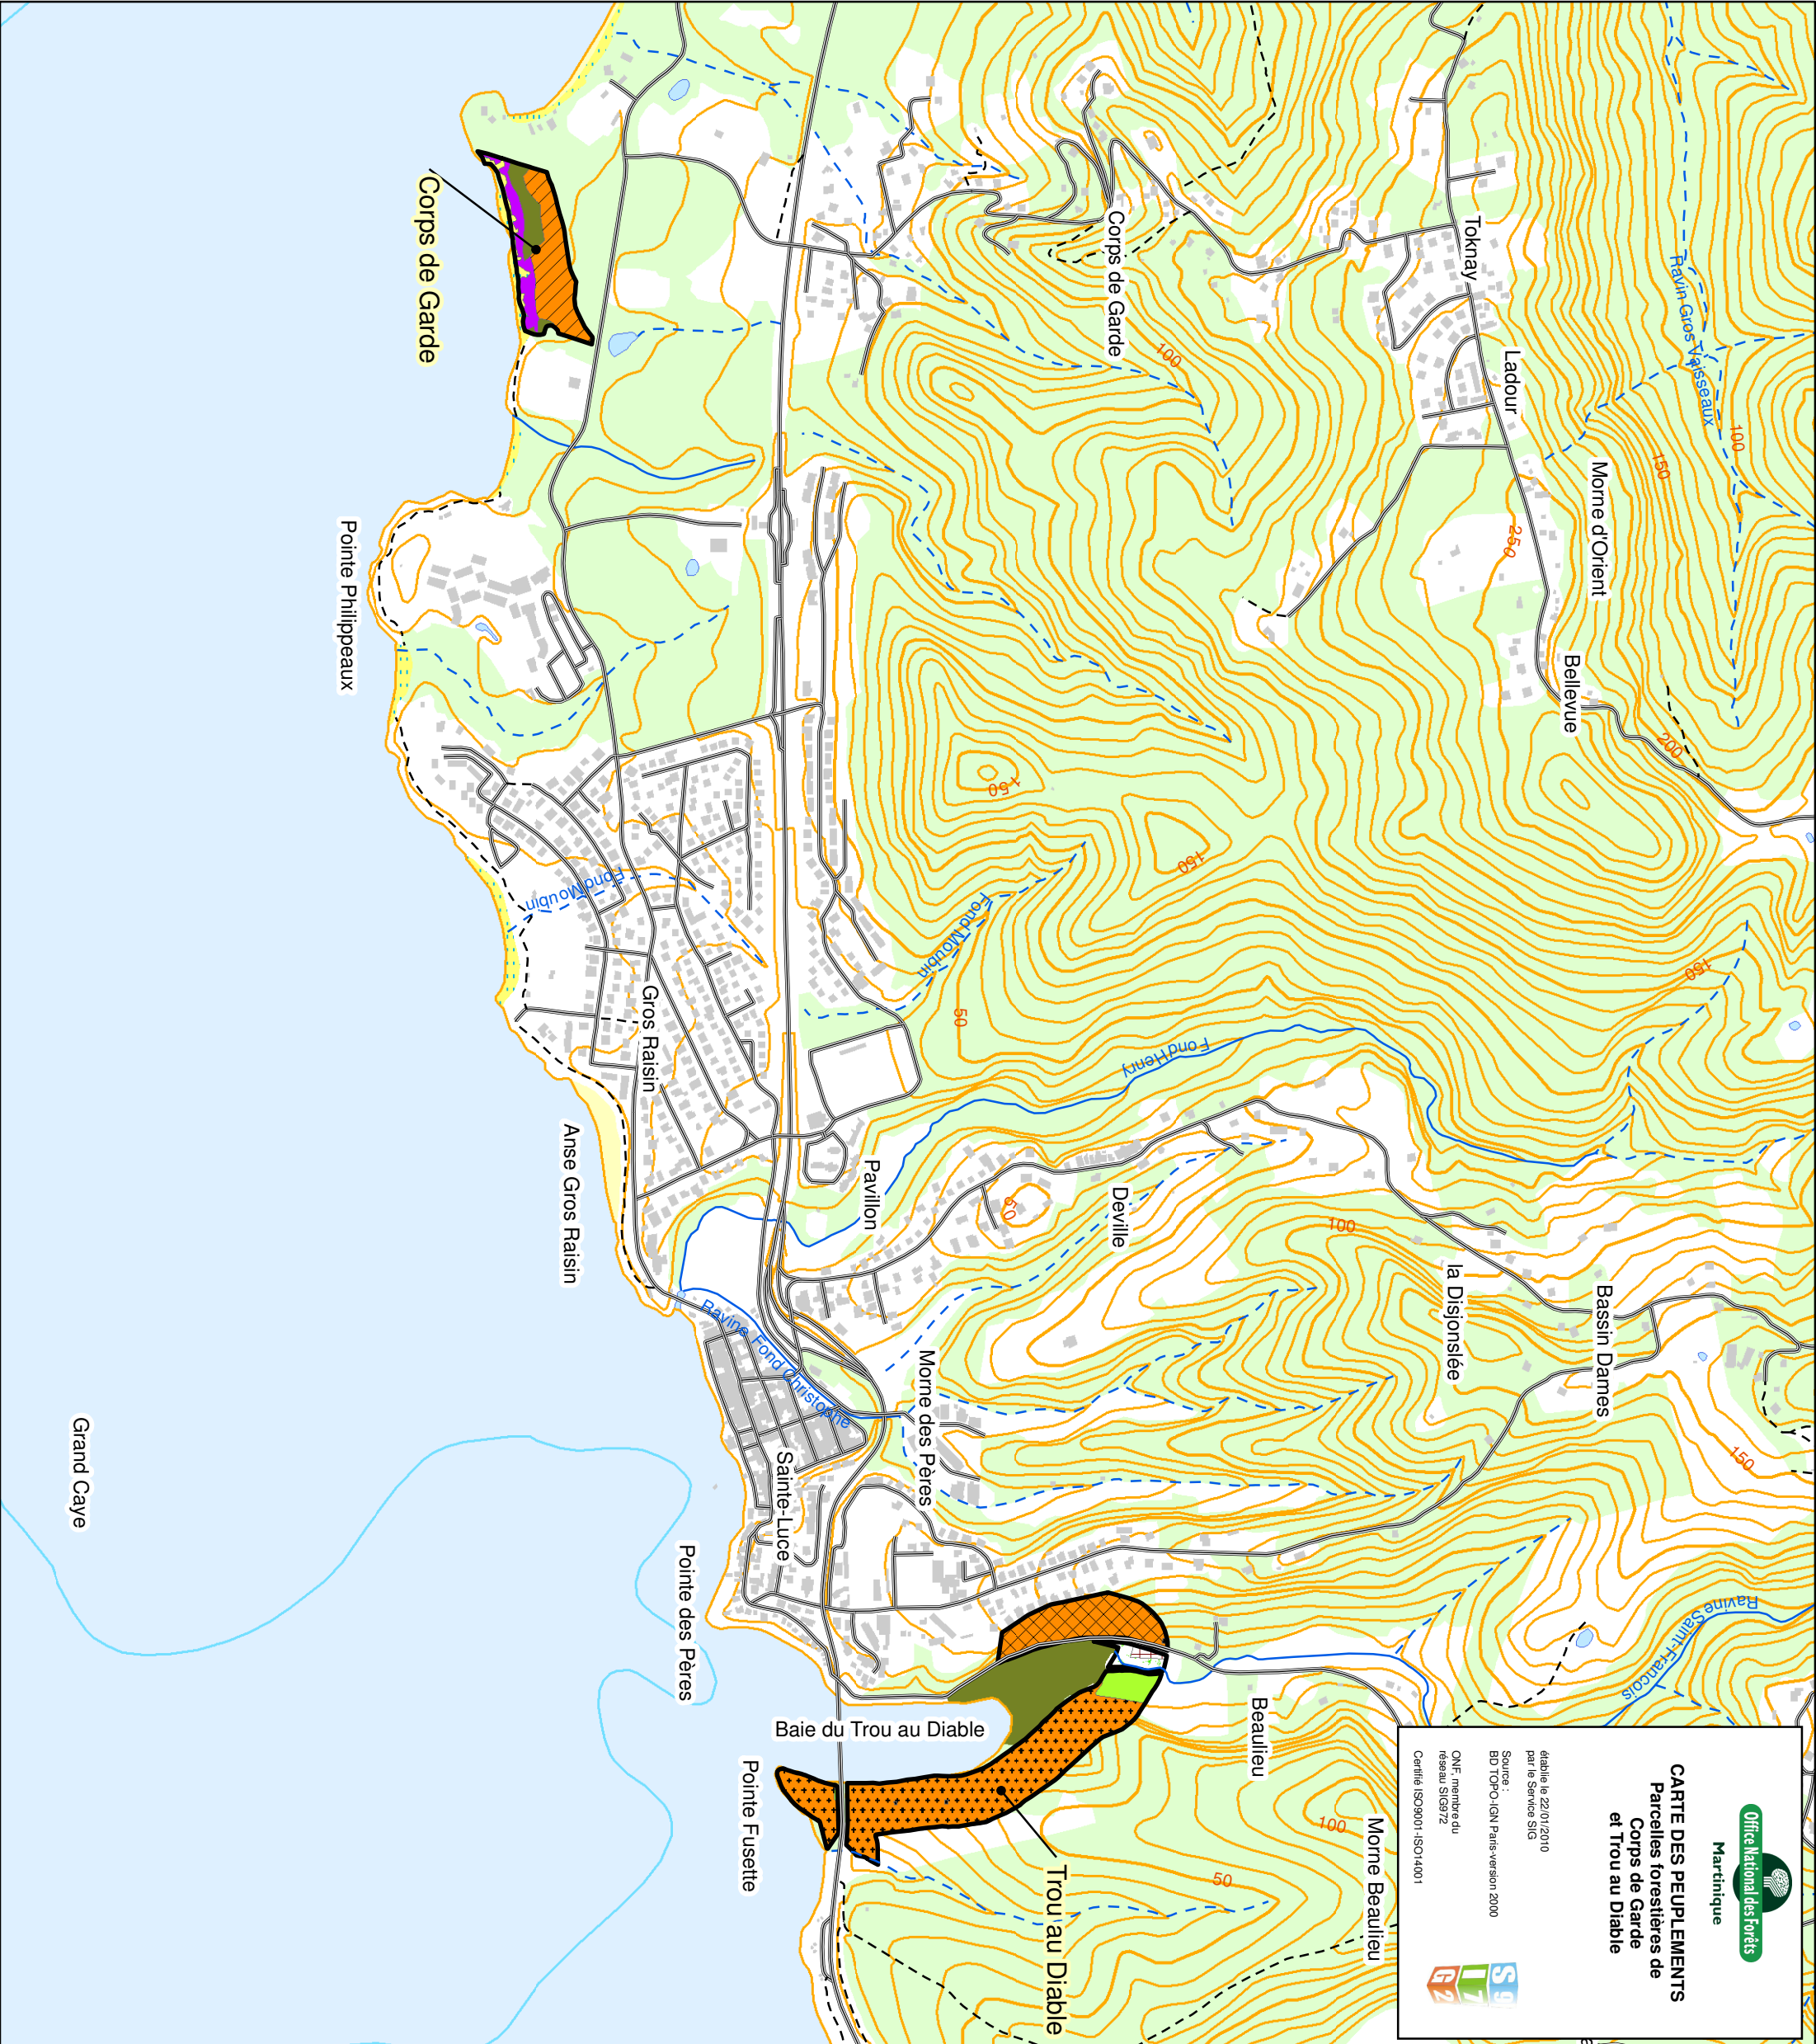 Office National des Forêts
Martinique
CARTE DES PEUPLEMENTS
Parcelles forestières de
Corps de Garde
et Trou au Diable
établie le 22/01/2010
par le Service SIG
Source :
BD TOPO-IGN Paris-version 2000
ONF, membre du
réseau SIG972
Certifié ISO9001-ISO14001
Ravin Gros Vaisseaux
100
150
Toknay
Ladour
Morne d'Orient
250
Bellevue
200
Corps de Garde
100
150
150
150
Fond Moubin
50
Fond Henry
Fond Moubin
Corps de Garde
Pointe Philippeaux
Gros Raisin
Anse Gros Raisin
Pavillon
50
Deville
100
la Disjonslée
Bassin Dames
150
Ravine Fond Christophe
Morne des Pères
Sainte-Luce
Pointe des Pères
Grand Caye
Ravine Saint-François
Beaulieu
Baie du Trou au Diable
Pointe Fusette
Trou au Diable
100
Morne Beaulieu
50